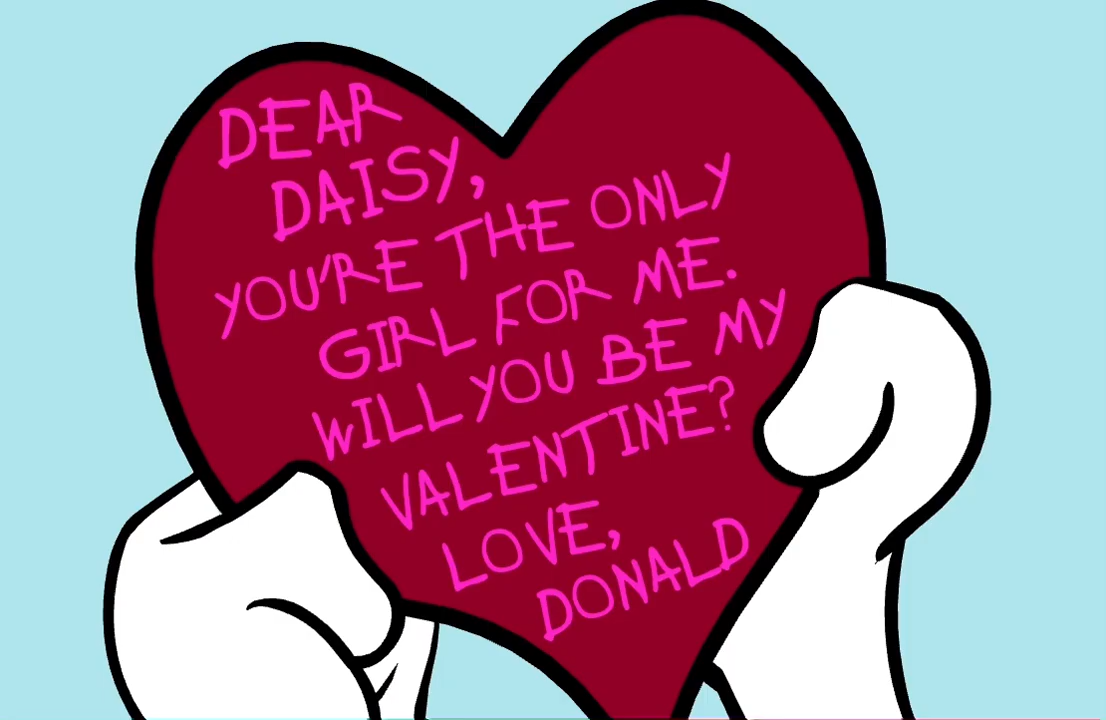 DEAR
DAISY,
YOU'RE THE ONLY
GIRL FOR ME.
WILL YOU BE MY
VALENTINE?
LOVE,
DONALD